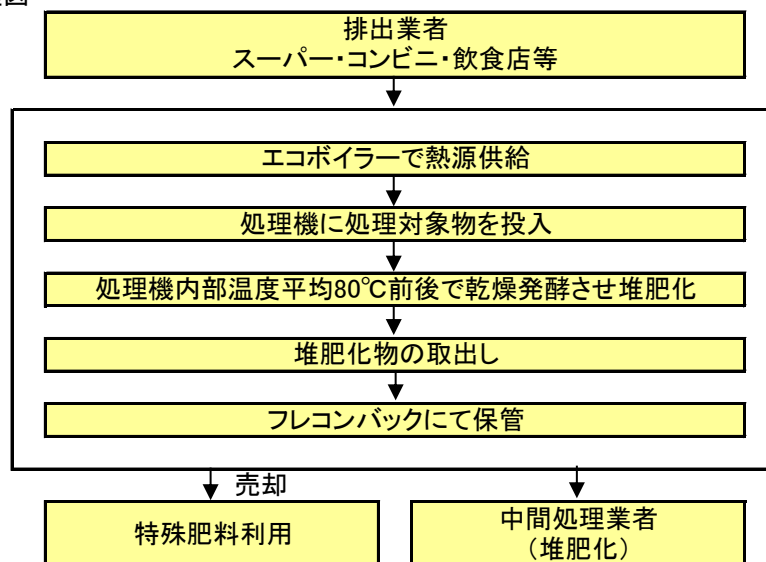 排出業者
スーパー・コンビニ・飲食店等
エコボイラーで熱源供給
処理機に処理対象物を投入
処理機内部温度平均80℃前後で乾燥発酵させ堆肥化
堆肥化物の取出し
フレコンバックにて保管
売却
特殊肥料利用
中間処理業者
（堆肥化）